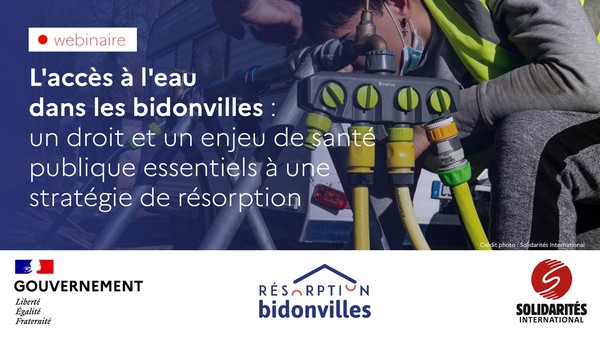 webinaire
L'accès à l'eau
dans les bidonvilles :
un droit et un enjeu de santé
publique essentiels à une
stratégie de résorption
Crédit photo : Solidarités International
GOUVERNEMENT
Liberté
Égalité
Fraternité
RÉSORPTION
bidonvilles
SOLIDARITÉS
INTERNATIONAL